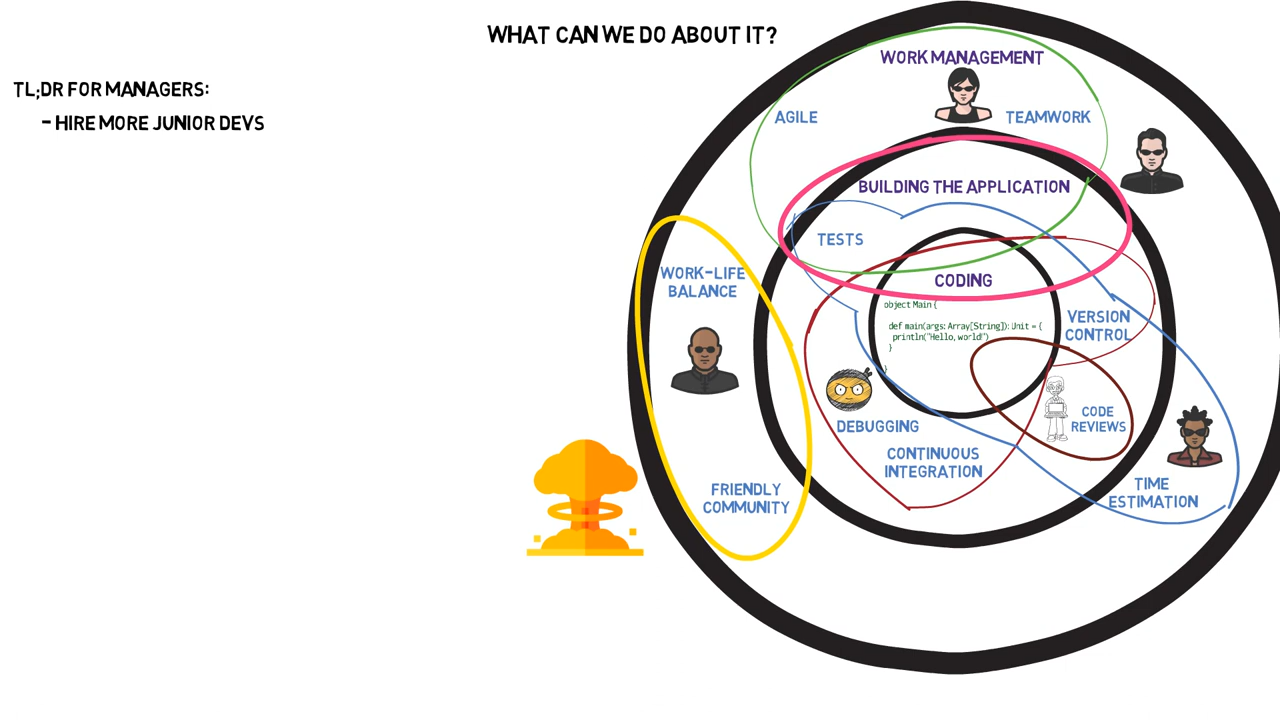 WHAT CAN WE DO ABOUT IT?
TL;DR FOR MANAGERS:
- HIRE MORE JUNIOR DEVS
WORK MANAGEMENT
AGILE
TEAMWORK
BUILDING THE APPLICATION
TESTS
CODING
object Main {
def main(args: Array[String]): Unit = {
println("Hello, world!")
}
}
WORK-LIFE
BALANCE
VERSION
CONTROL
DEBUGGING
CODE
REVIEWS
CONTINUOUS
INTEGRATION
FRIENDLY
COMMUNITY
TIME
ESTIMATION